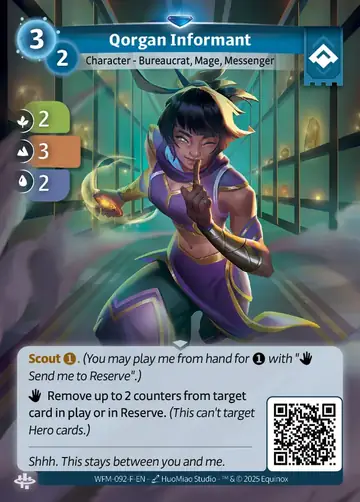 3
2
Qorgan Informant
Character - Bureaucrat, Mage, Messenger
2
3
2
Scout 1. (You may play me from hand for 1 with "
Send me to Reserve".)
Remove up to 2 counters from target
card in play or in Reserve. (This can't target
Hero cards.)
Shhh. This stays between you and me.
WFM-092-F-EN - HuoMiao Studio - ™ & © 2025 Equinox